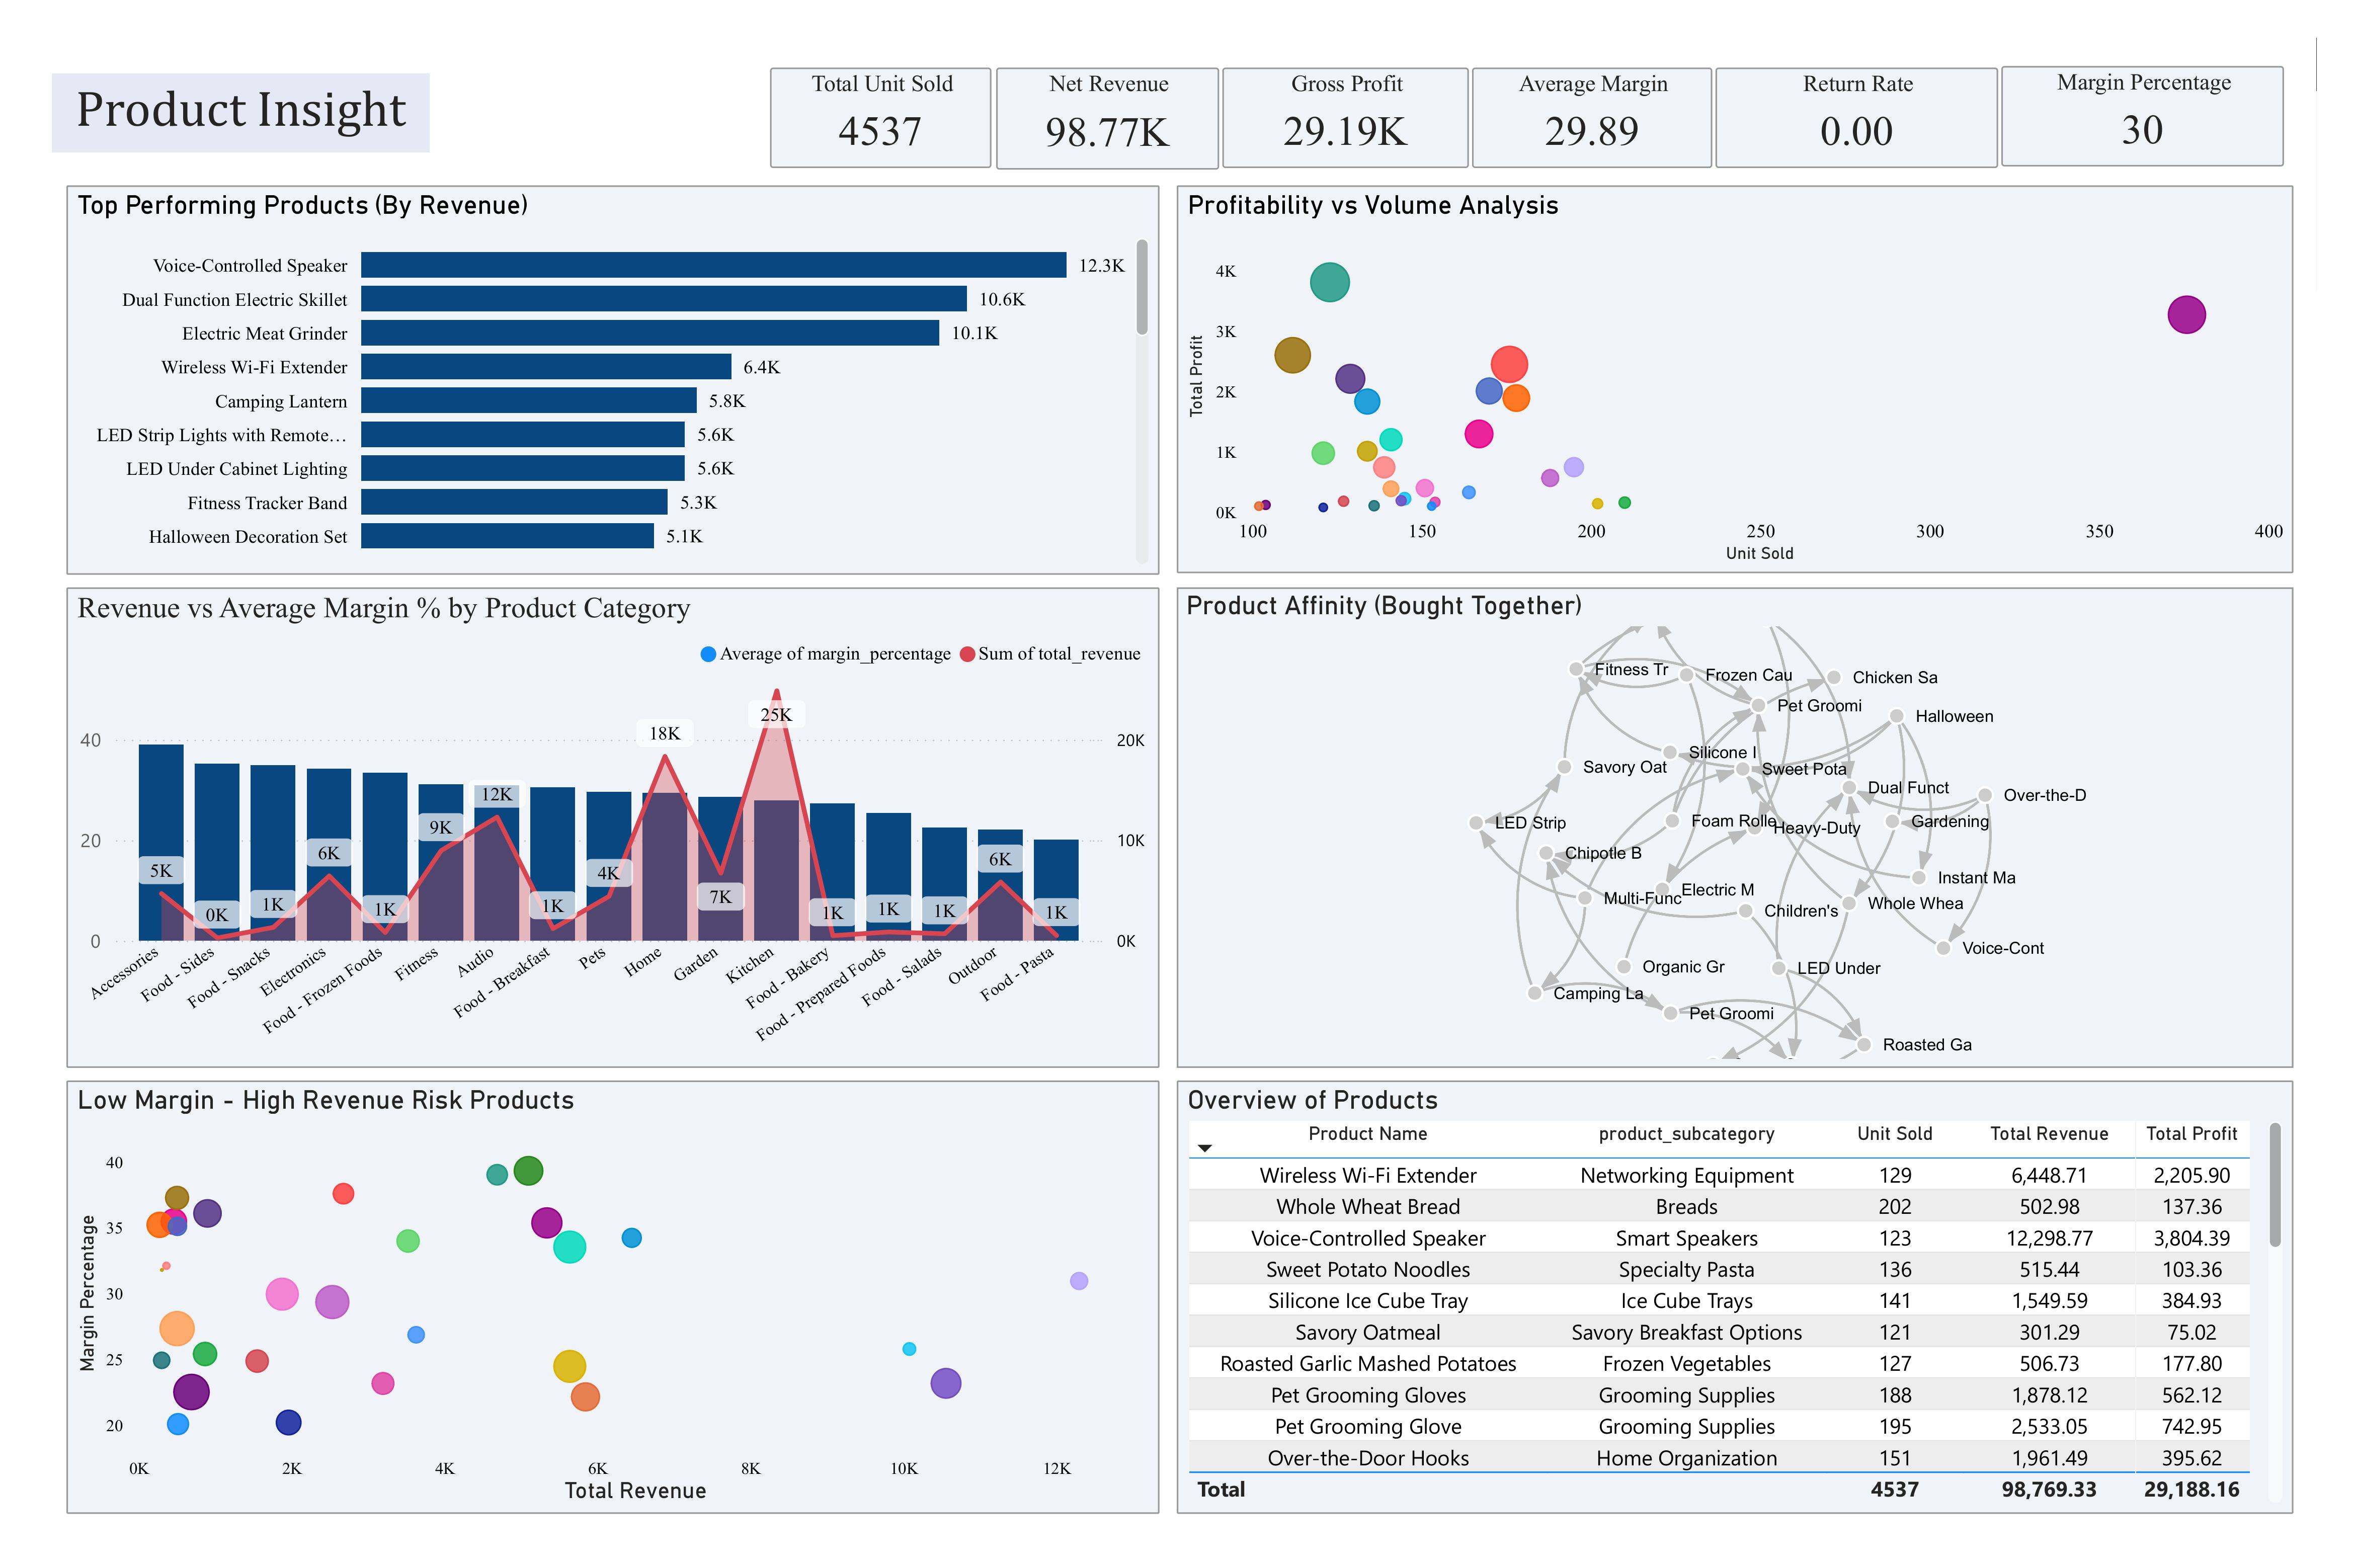 Product Insight
Total Unit Sold
4537
Net Revenue
98.77K
Gross Profit
29.19K
Average Margin
29.89
Return Rate
0.00
Margin Percentage
30
Top Performing Products (By Revenue)
Voice-Controlled Speaker 12.3K
Dual Function Electric Skillet 10.6K
Electric Meat Grinder 10.1K
Wireless Wi-Fi Extender 6.4K
Camping Lantern 5.8K
LED Strip Lights with Remote… 5.6K
LED Under Cabinet Lighting 5.6K
Fitness Tracker Band 5.3K
Halloween Decoration Set 5.1K
Profitability vs Volume Analysis
Total Profit
4K
3K
2K
1K
0K
100 150 200 250 300 350 400
Unit Sold
Revenue vs Average Margin % by Product Category
Average of margin_percentage Sum of total_revenue
40
20
0
20K
10K
0K
5K 0K 1K 6K 1K 9K 12K 1K 4K 18K 7K 25K 1K 1K 1K 6K 1K
Accessories
Food - Sides
Food - Snacks
Electronics
Food - Frozen Foods
Fitness
Audio
Food - Breakfast
Pets
Home
Garden
Kitchen
Food - Bakery
Food - Prepared Foods
Food - Salads
Outdoor
Food - Pasta
Product Affinity (Bought Together)
Fitness Tr
Frozen Cau
Chicken Sa
Pet Groomi
Halloween
Silicone I
Savory Oat
Sweet Pota
Dual Funct
Over-the-D
LED Strip
Foam Rolle
Heavy-Duty
Gardening
Chipotle B
Instant Ma
Electric M
Multi-Func
Children's
Whole Whea
Voice-Cont
Organic Gr
LED Under
Camping La
Pet Groomi
Roasted Ga
Low Margin - High Revenue Risk Products
Margin Percentage
40
35
30
25
20
0K 2K 4K 6K 8K 10K 12K
Total Revenue
Overview of Products
Product Name product_subcategory Unit Sold Total Revenue Total Profit
Wireless Wi-Fi Extender Networking Equipment 129 6,448.71 2,205.90
Whole Wheat Bread Breads 202 502.98 137.36
Voice-Controlled Speaker Smart Speakers 123 12,298.77 3,804.39
Sweet Potato Noodles Specialty Pasta 136 515.44 103.36
Silicone Ice Cube Tray Ice Cube Trays 141 1,549.59 384.93
Savory Oatmeal Savory Breakfast Options 121 301.29 75.02
Roasted Garlic Mashed Potatoes Frozen Vegetables 127 506.73 177.80
Pet Grooming Gloves Grooming Supplies 188 1,878.12 562.12
Pet Grooming Glove Grooming Supplies 195 2,533.05 742.95
Over-the-Door Hooks Home Organization 151 1,961.49 395.62
Total 4537 98,769.33 29,188.16